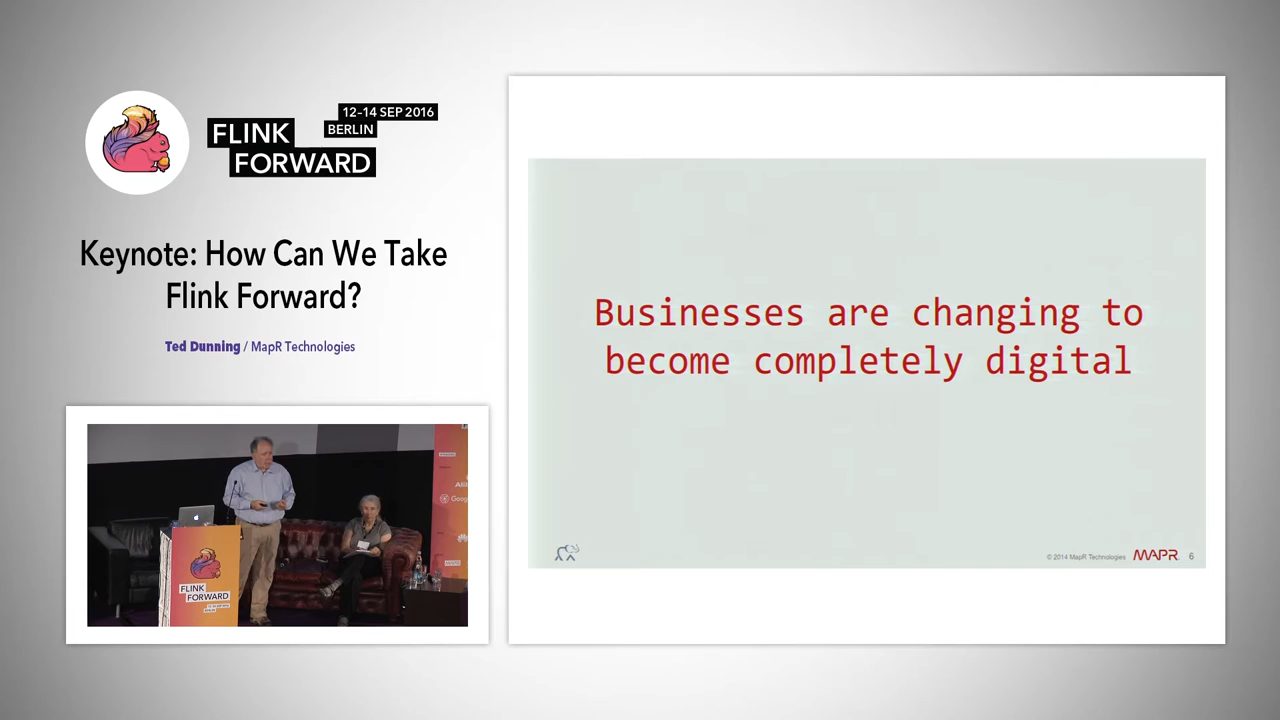 12–14 SEP 2016
BERLIN
FLINK
FORWARD
Keynote: How Can We Take
Flink Forward?
Ted Dunning / MapR Technologies
Businesses are changing to
become completely digital
© 2014 MapR Technologies
MAPR
6
FLINK
FORWARD